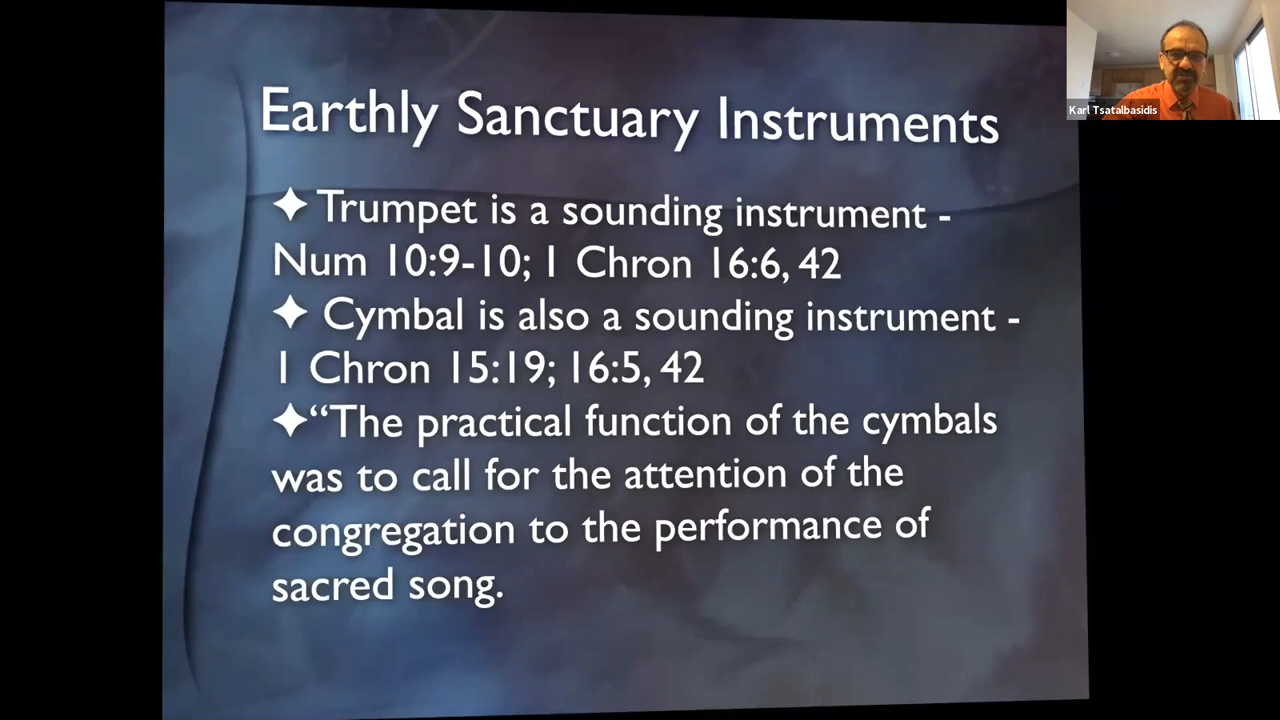 Earthly Sanctuary Instruments
✦ Trumpet is a sounding instrument -
Num 10:9-10; 1 Chron 16:6, 42
✦ Cymbal is also a sounding instrument -
1 Chron 15:19; 16:5, 42
✦“The practical function of the cymbals
was to call for the attention of the
congregation to the performance of
sacred song.
Karl Tsatalbasidis